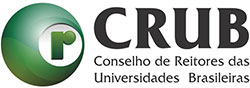 r
CRUB
Conselho de Reitores das
Universidades Brasileiras